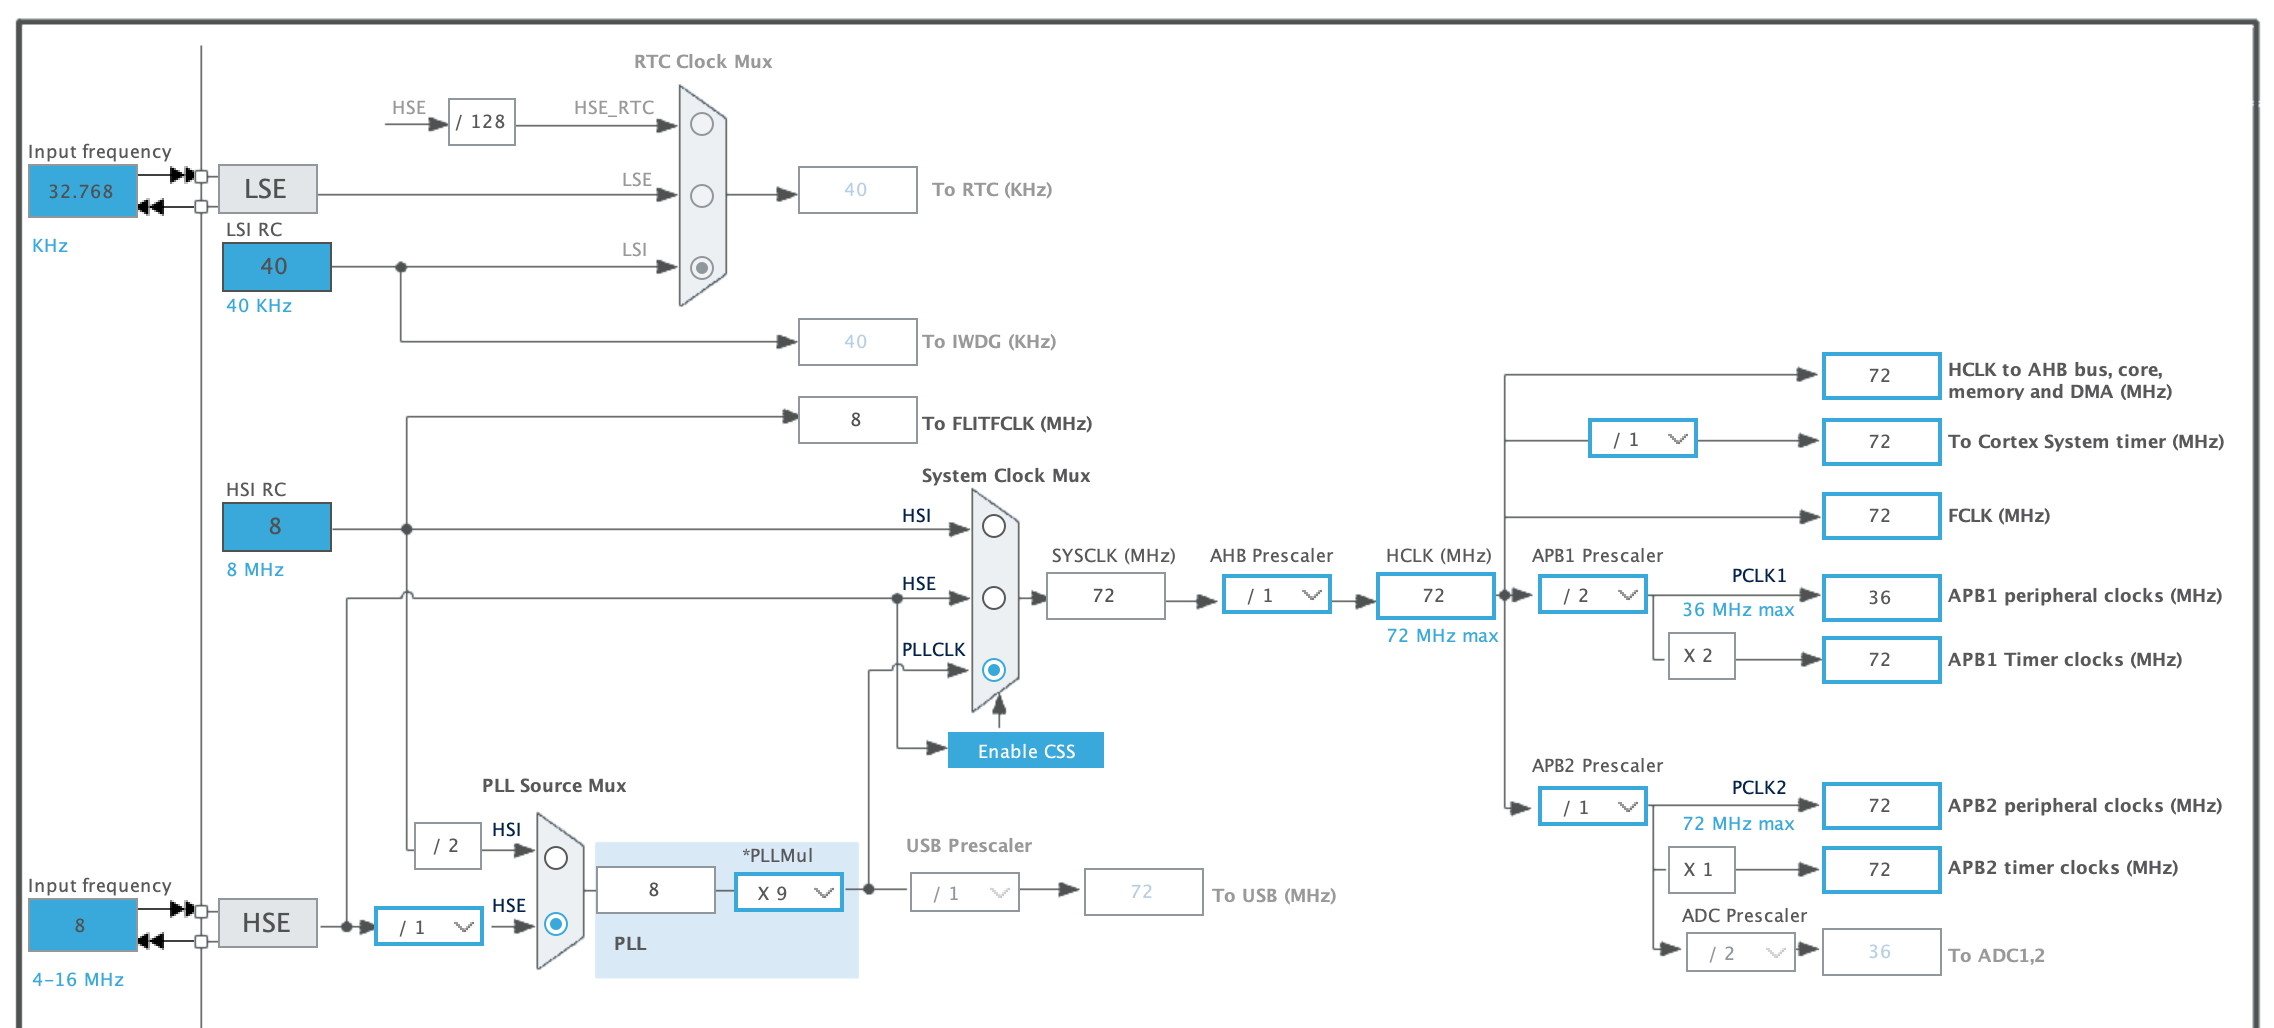 RTC Clock Mux
HSE
/ 128
HSE_RTC
Input frequency
32.768
KHz
LSE
LSE
40
To RTC (KHz)
LSI RC
40
40 KHz
LSI
40
To IWDG (KHz)
8
To FLITFCLK (MHz)
HSI RC
8
8 MHz
System Clock Mux
HSI
HSE
PLLCLK
Enable CSS
SYSCLK (MHz)
72
AHB Prescaler
/ 1
HCLK (MHz)
72
72 MHz max
72
HCLK to AHB bus, core,
memory and DMA (MHz)
/ 1
72
To Cortex System timer (MHz)
72
FCLK (MHz)
APB1 Prescaler
/ 2
PCLK1
36 MHz max
36
APB1 peripheral clocks (MHz)
X 2
72
APB1 Timer clocks (MHz)
APB2 Prescaler
/ 1
PCLK2
72 MHz max
72
APB2 peripheral clocks (MHz)
X 1
72
APB2 timer clocks (MHz)
ADC Prescaler
/ 2
36
To ADC1,2
PLL Source Mux
/ 2
HSI
Input frequency
8
4-16 MHz
HSE
/ 1
HSE
8
*PLLMul
X 9
PLL
USB Prescaler
/ 1
72
To USB (MHz)